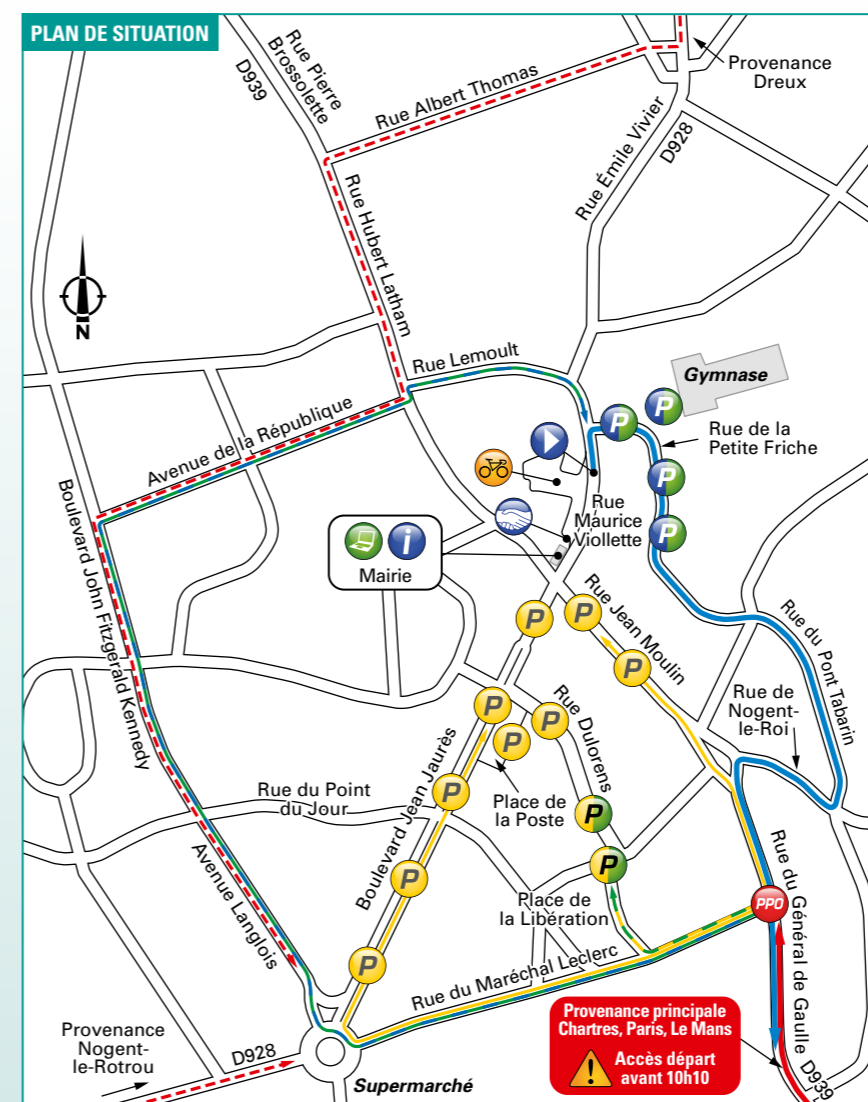 PLAN DE SITUATION
Rue Pierre
Brossolette
D939
Rue Albert Thomas
Provenance
Dreux
Rue Émile Vivier
D928
Rue Hubert Latham
N
Rue Lemoult
Gymnase
P
P
Rue de la
Petite Friche
Avenue de la République
P
P
Rue
Maurice
Viollette
i
Mairie
Boulevard John Fitzgerald Kennedy
P
P
Rue Jean Moulin
P
Rue du Pont Tabarin
Rue de
Nogent-
le-Roi
P
P
P
Rue Dulorens
Place de
la Poste
Rue du Point
du Jour
P
Boulevard Jean Jaurès
P
P
P
P
Place de
la Libération
PPO
Avenue Langlois
Rue du Maréchal Leclerc
Rue du Général de Gaulle
D939
Provenance principale
Chartres, Paris, Le Mans
! Accès départ
avant 10h10
Provenance
Nogent-
le-Rotrou
D928
Supermarché